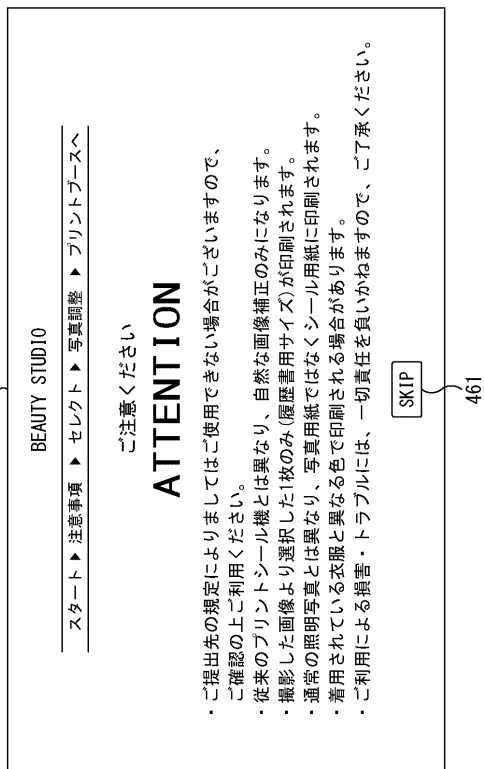 BEAUTY STUDIO
スタート ▶ 注意事項 ▶ セレクト ▶ 写真調整 ▶ プリントブースへ
ご注意ください
ATTENTION
・ご提出先の規定によりましてはご使用できない場合がございますので、
ご確認の上ご利用ください。
・従来のプリントシール機とは異なり、自然な画像補正のみになります。
・撮影した画像より選択した1枚のみ(履歴書用サイズ)が印刷されます。
・通常の照明写真とは異なり、写真用紙ではなくシール用紙に印刷されます。
・着用されている衣服と異なる色で印刷される場合があります。
・ご利用による損害・トラブルには、一切責任を負いかねますので、ご了承ください。
SKIP
461